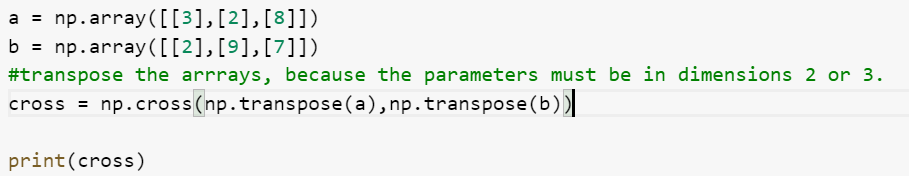 a = np.array([[3],[2],[8]])
b = np.array([[2],[9],[7]])
#transpose the arrrays, because the parameters must be in dimensions 2 or 3.
cross = np.cross(np.transpose(a),np.transpose(b))
print(cross)